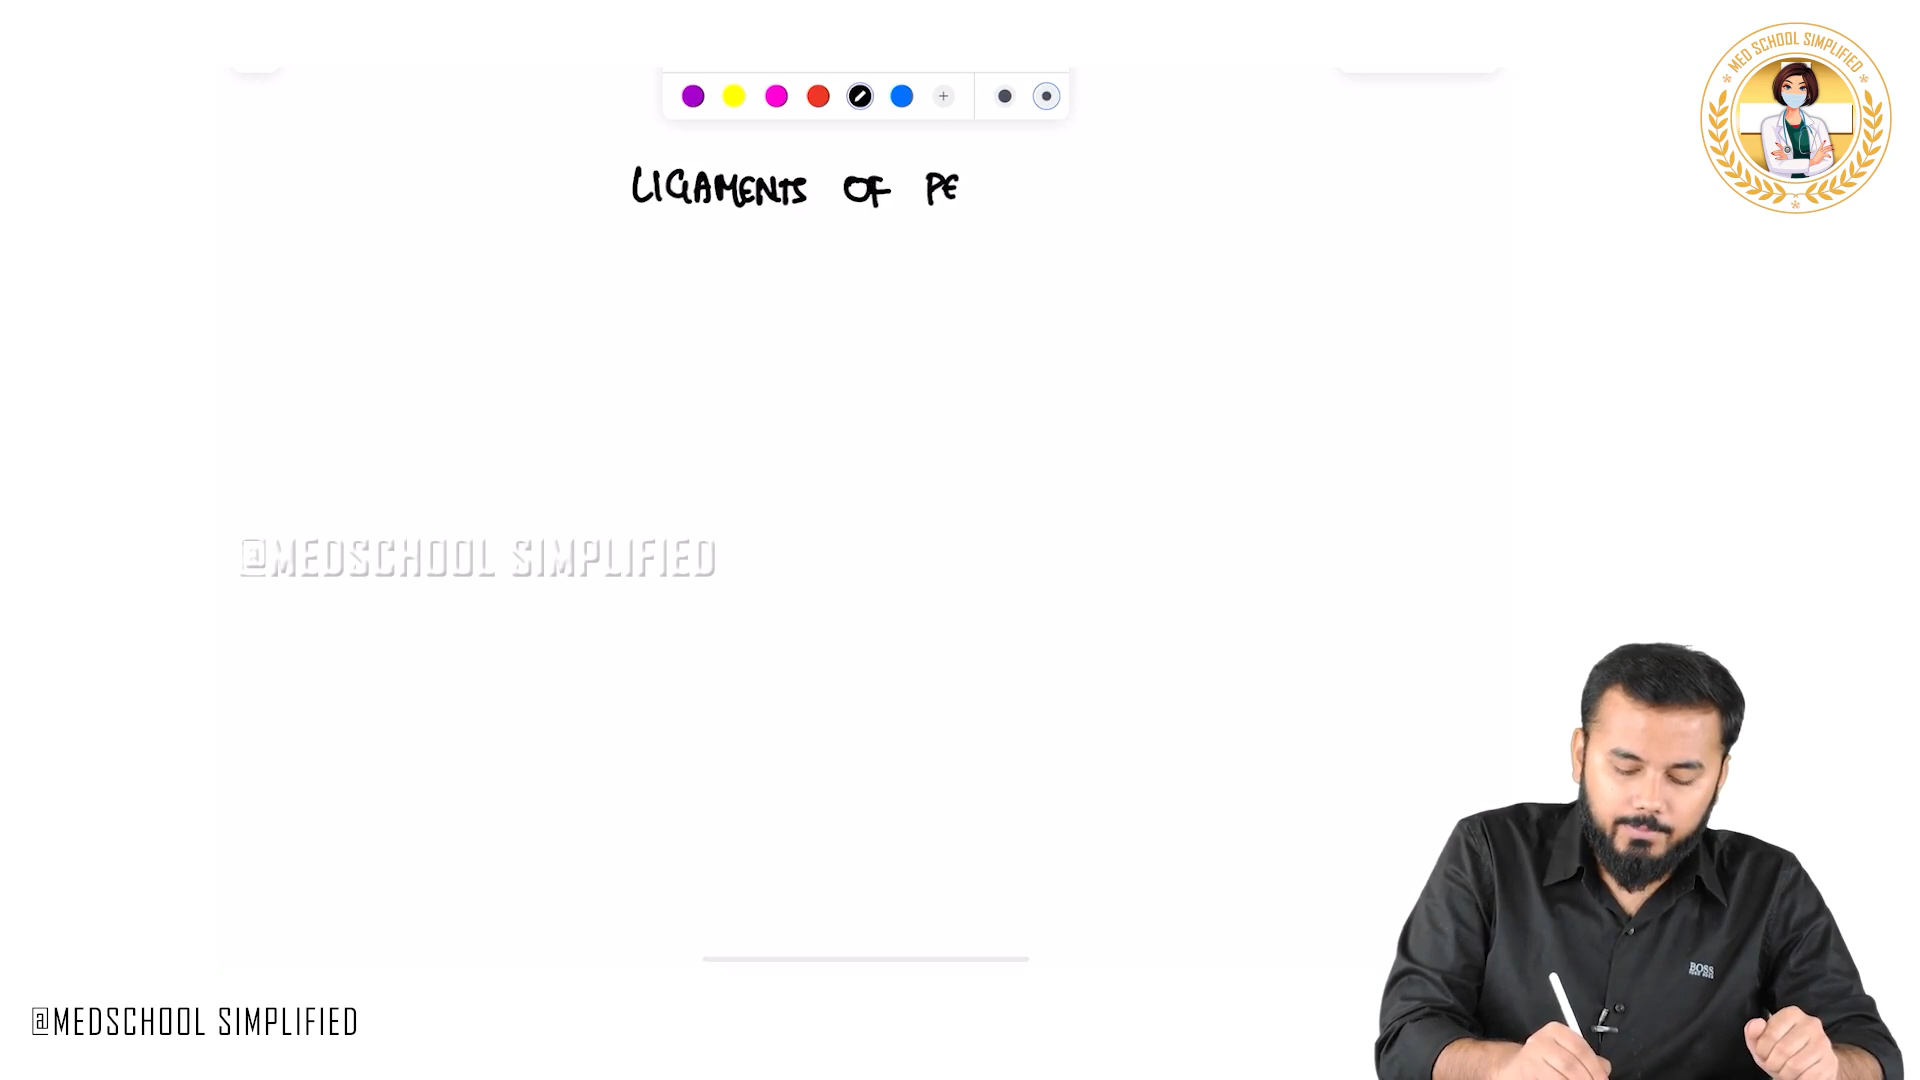 MED SCHOOL SIMPLIFIED
LIGAMENTS OF PE
@MEDSCHOOL SIMPLIFIED
BOSS
@MEDSCHOOL SIMPLIFIED